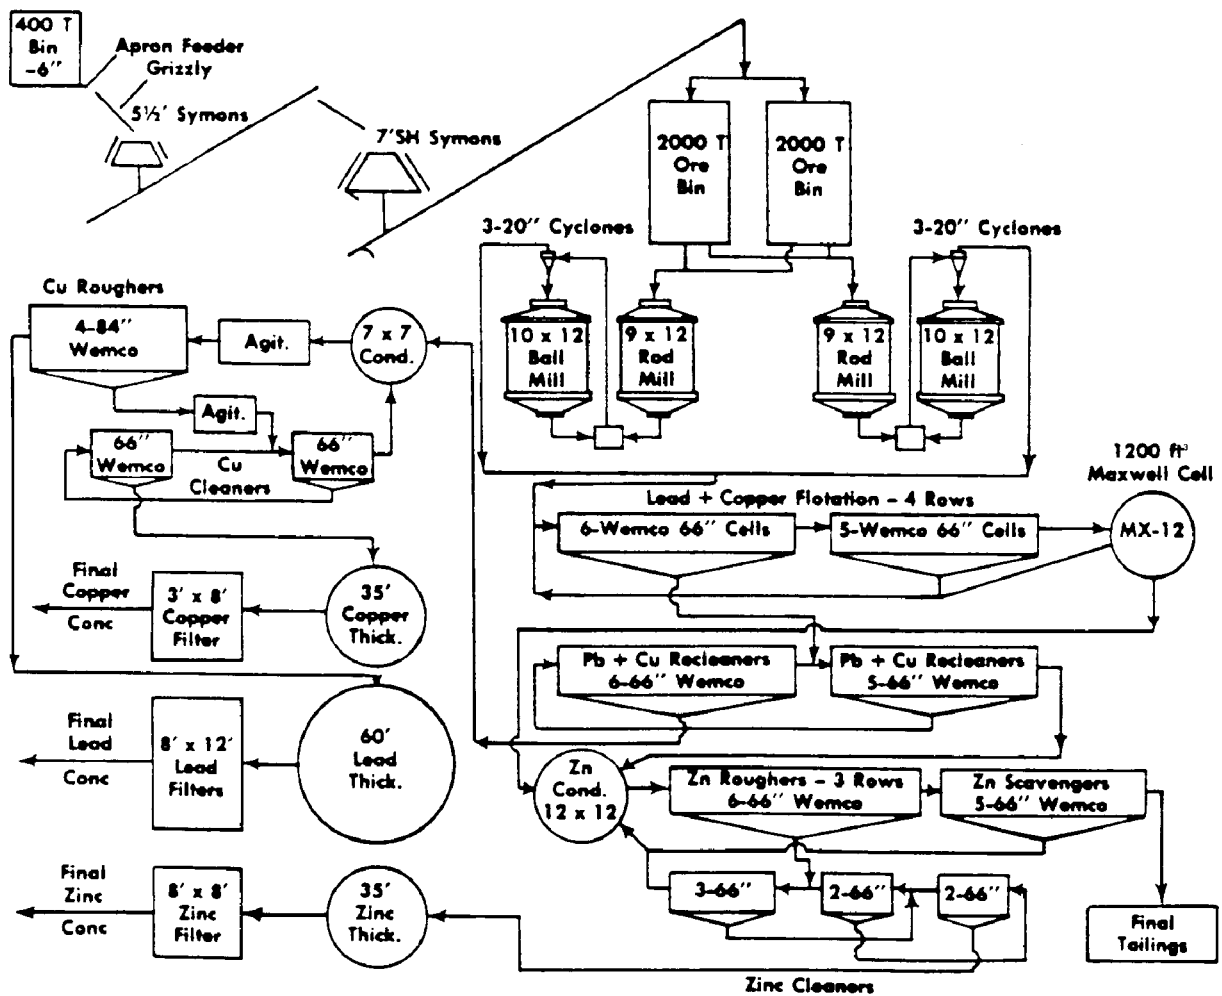 400 T
Bin
-6"
Apron Feeder
Grizzly
5½' Symons
7'SH Symons
2000 T
Ore
Bin
2000 T
Ore
Bin
3-20" Cyclones
3-20" Cyclones
10 x 12
Ball
Mill
9 x 12
Rod
Mill
9 x 12
Rod
Mill
10 x 12
Ball
Mill
Cu Roughers
4-84"
Wemco
Agit.
7 x 7
Cond.
Agit.
66"
Wemco
Cu
Cleaners
66"
Wemco
1200 ft³
Maxwell Cell
Lead + Copper Flotation - 4 Rows
6-Wemco 66" Cells
5-Wemco 66" Cells
MX-12
Final
Copper
Conc
3' x 8'
Copper
Filter
35'
Copper
Thick.
Pb + Cu Recleaners
6-66" Wemco
Pb + Cu Recleaners
5-66" Wemco
Final
Lead
Conc
8' x 12'
Lead
Filters
60'
Lead
Thick.
Zn
Cond.
12 x 12
Zn Roughers - 3 Rows
6-66" Wemco
Zn Scavengers
5-66" Wemco
Final
Zinc
Conc
8' x 8'
Zinc
Filter
35'
Zinc
Thick.
3-66"
2-66"
2-66"
Final
Tailings
Zinc Cleaners